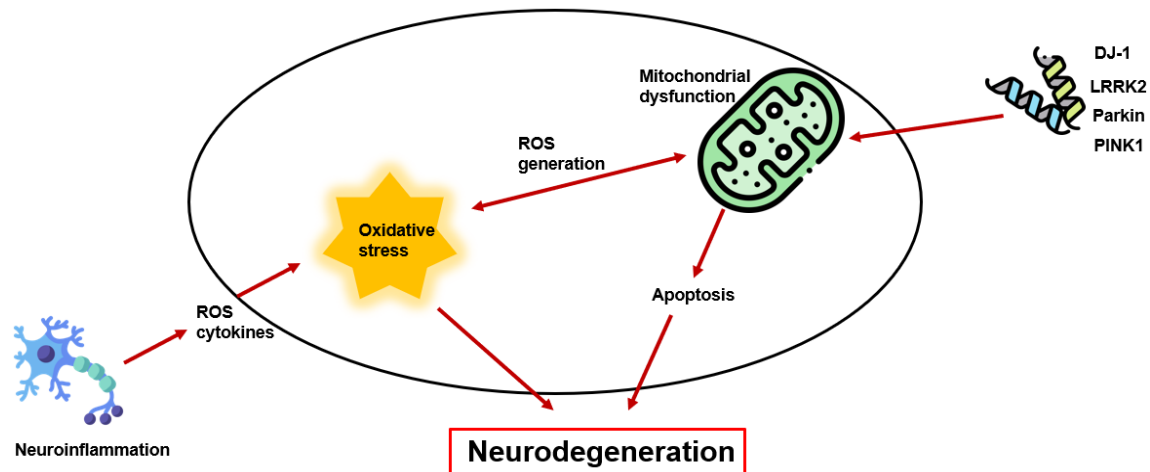 DJ-1
LRRK2
Parkin
PINK1
Mitochondrial
dysfunction
ROS
generation
Oxidative
stress
ROS
cytokines
Apoptosis
Neuroinflammation
Neurodegeneration